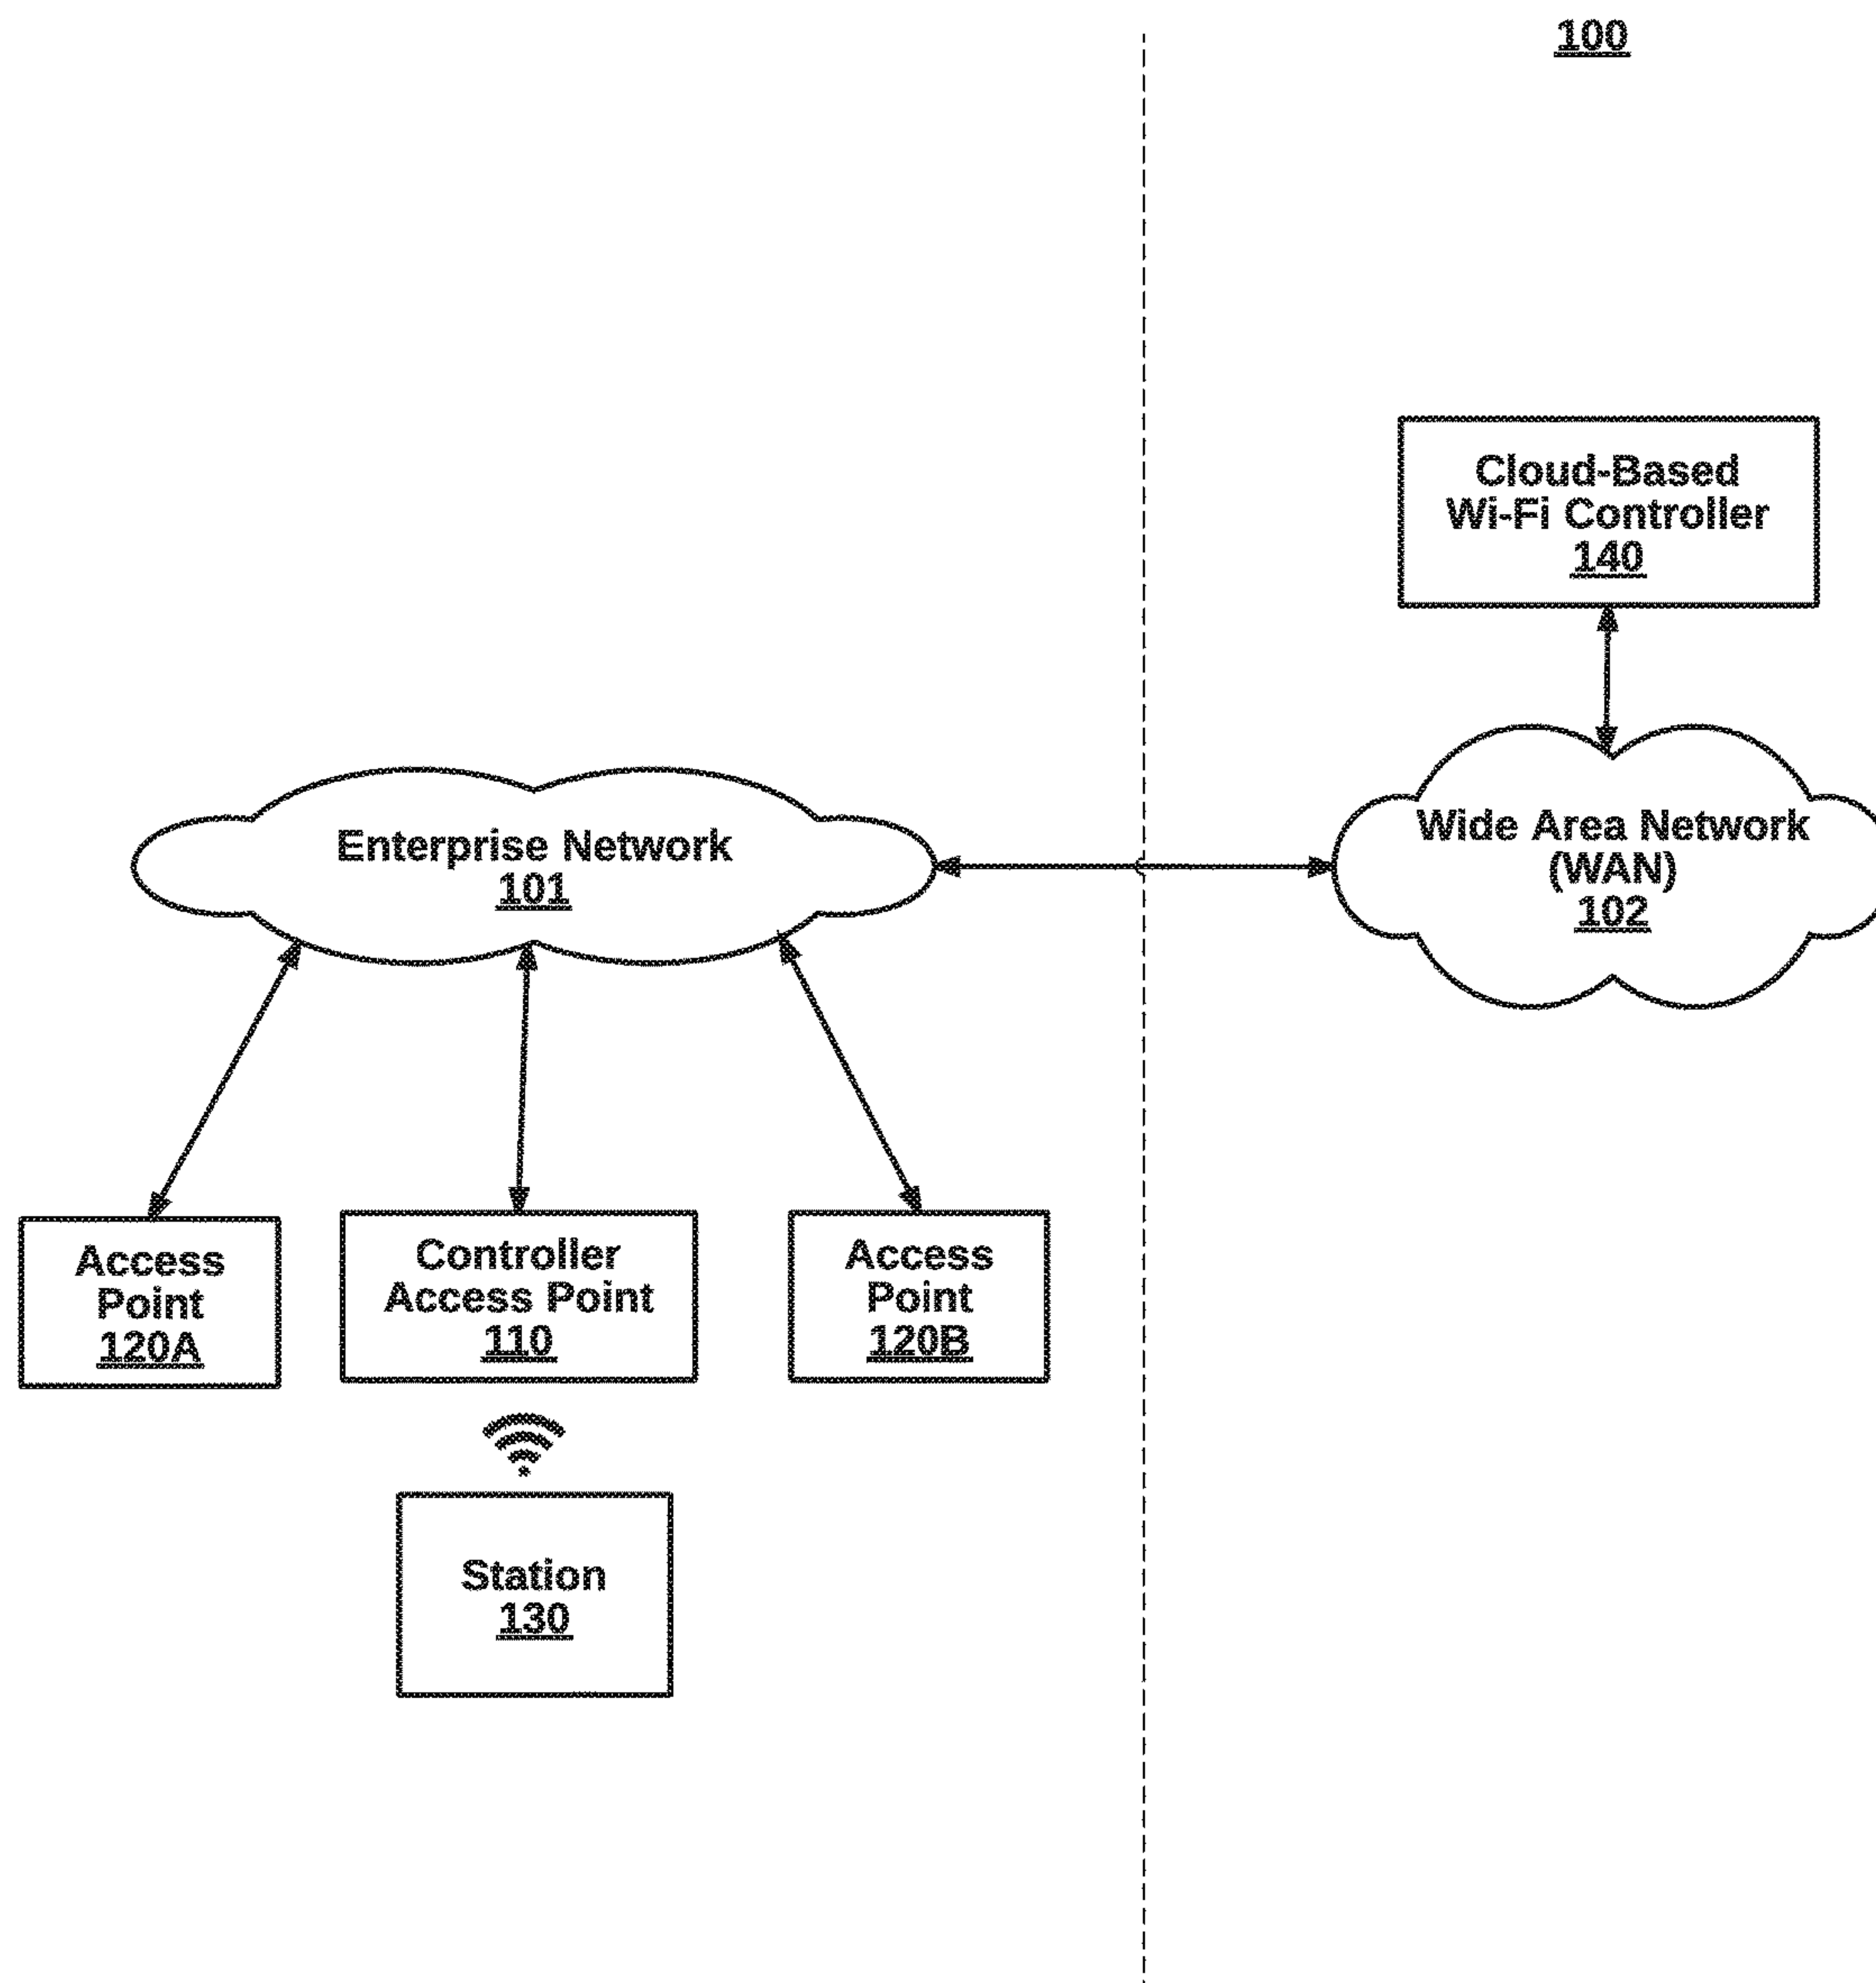 100
Cloud-Based
Wi-Fi Controller
140
Enterprise Network
101
Wide Area Network
(WAN)
102
Access
Point
120A
Controller
Access Point
110
Access
Point
120B
Station
130